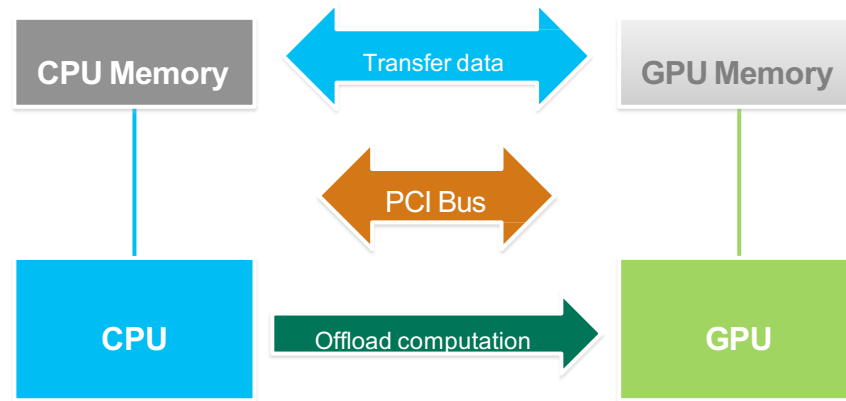 CPU Memory
Transfer data
GPU Memory
PCI Bus
CPU
Offload computation
GPU